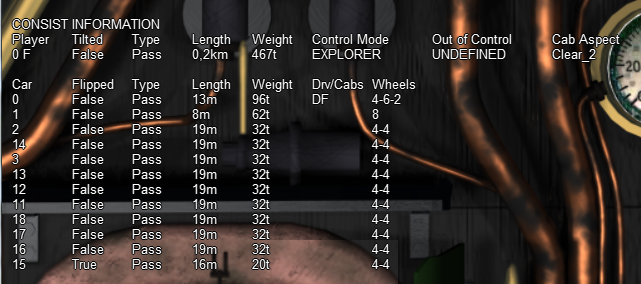 CONSIST INFORMATION
Player Tilted Type Length Weight Control Mode Out of Control Cab Aspect
0 F False Pass 0,2km 467t EXPLORER UNDEFINED Clear_2
Car Flipped Type Length Weight Drv/Cabs Wheels
0 False Pass 13m 96t DF 4-6-2
1 False Pass 8m 62t 8
2 False Pass 19m 32t 4-4
14 False Pass 19m 32t 4-4
3 False Pass 19m 32t 4-4
13 False Pass 19m 32t 4-4
12 False Pass 19m 32t 4-4
11 False Pass 19m 32t 4-4
18 False Pass 19m 32t 4-4
17 False Pass 19m 32t 4-4
16 False Pass 19m 32t 4-4
15 True Pass 16m 20t 4-4